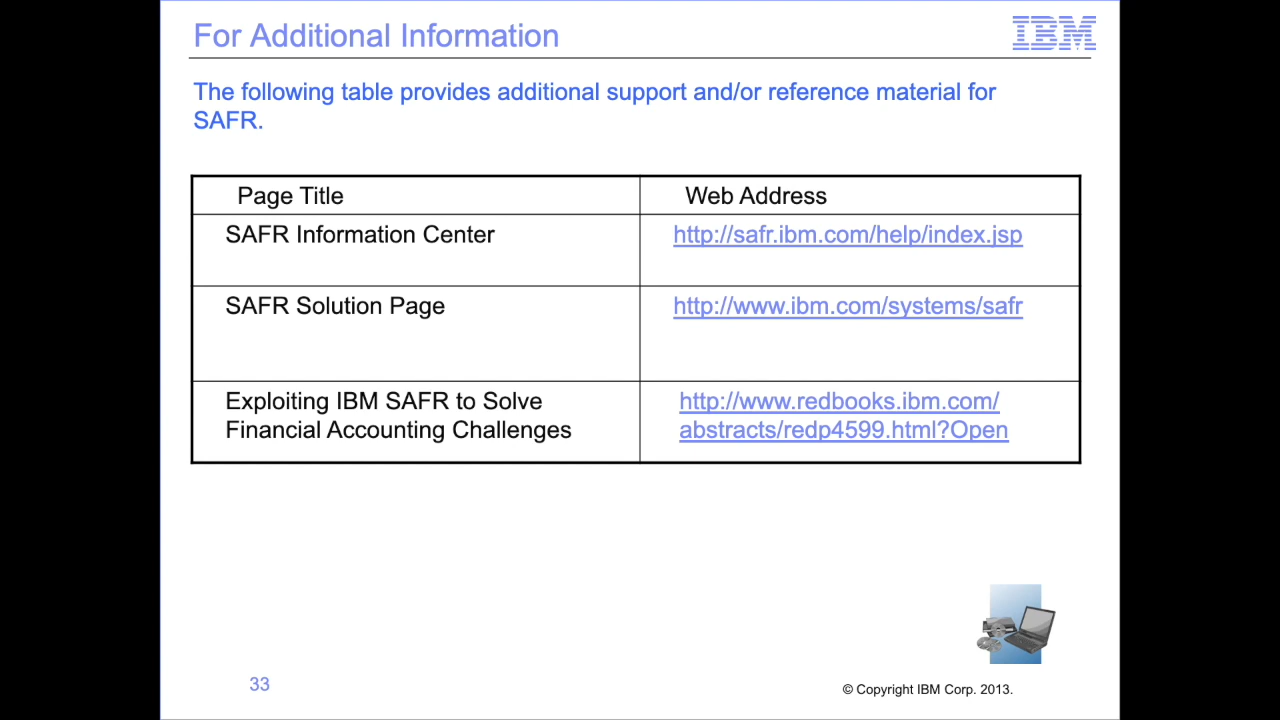 For Additional Information
IBM
The following table provides additional support and/or reference material for
SAFR.
Page Title
Web Address
SAFR Information Center
http://safr.ibm.com/help/index.jsp
SAFR Solution Page
http://www.ibm.com/systems/safr
Exploiting IBM SAFR to Solve
Financial Accounting Challenges
http://www.redbooks.ibm.com/
abstracts/redp4599.html?Open
33
© Copyright IBM Corp. 2013.